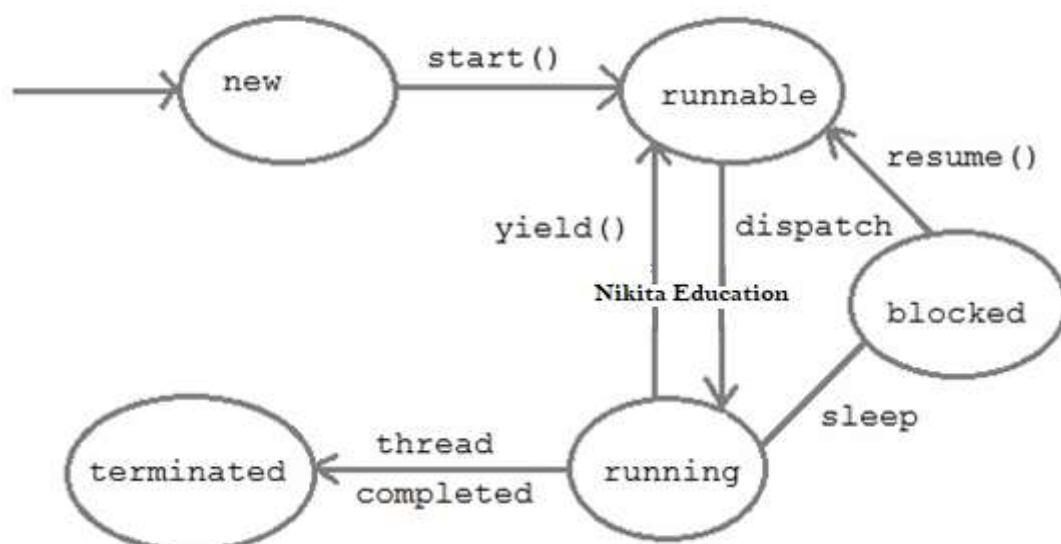 start()
new
runnable
resume()
yield()
dispatch
Nikita Education
blocked
sleep
thread
terminated
running
completed